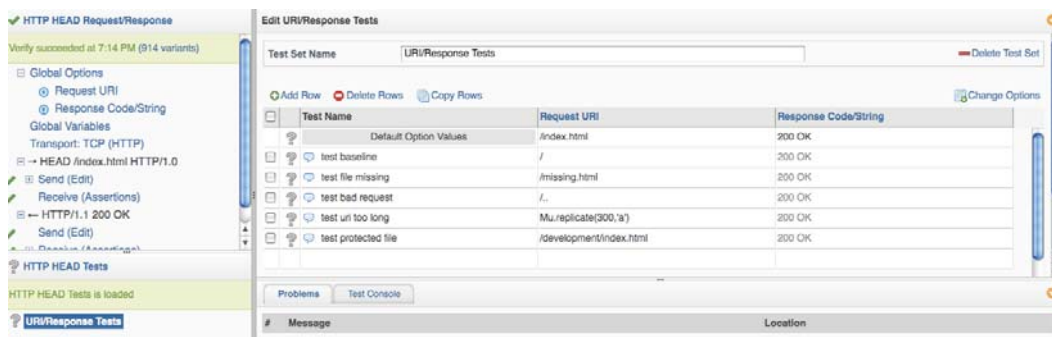 HTTP HEAD Request/Response
Verify succeeded at 7:14 PM (914 variants)
Global Options
Request URI
Response Code/String
Global Variables
Transport: TCP (HTTP)
HEAD /index.html HTTP/1.0
Send (Edit)
Receive (Assertions)
HTTP/1.1 200 OK
Send (Edit)
Receive (Assertions)
HTTP HEAD Tests
HTTP HEAD Tests is loaded
URI/Response Tests
Edit URI/Response Tests
Test Set Name URI/Response Tests Delete Test Set
Add Row Delete Rows Copy Rows Change Options
Test Name Request URI Response Code/String
Default Option Values /index.html 200 OK
test baseline / 200 OK
test file missing /missing.html 200 OK
test bad request /.. 200 OK
test uri too long Mu.replicate(300,'a') 200 OK
test protected file /development/index.html 200 OK
Problems Test Console
# Message Location